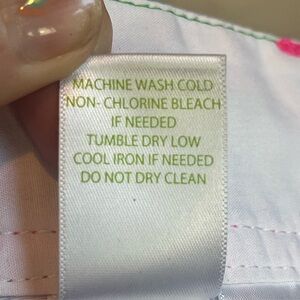 MACHINE WASH COLD
NON- CHLORINE BLEACH
IF NEEDED
TUMBLE DRY LOW
COOL IRON IF NEEDED
DO NOT DRY CLEAN